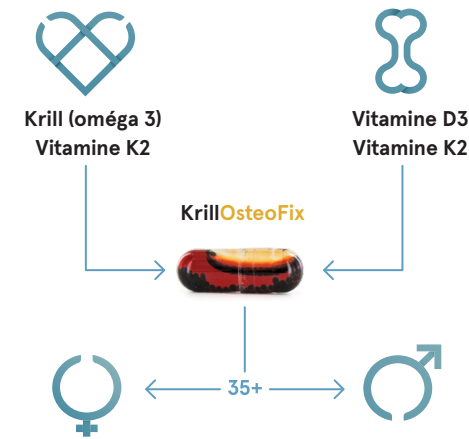 Krill (oméga 3)
Vitamine K2
Vitamine D3
Vitamine K2
KrillOsteoFix
35+